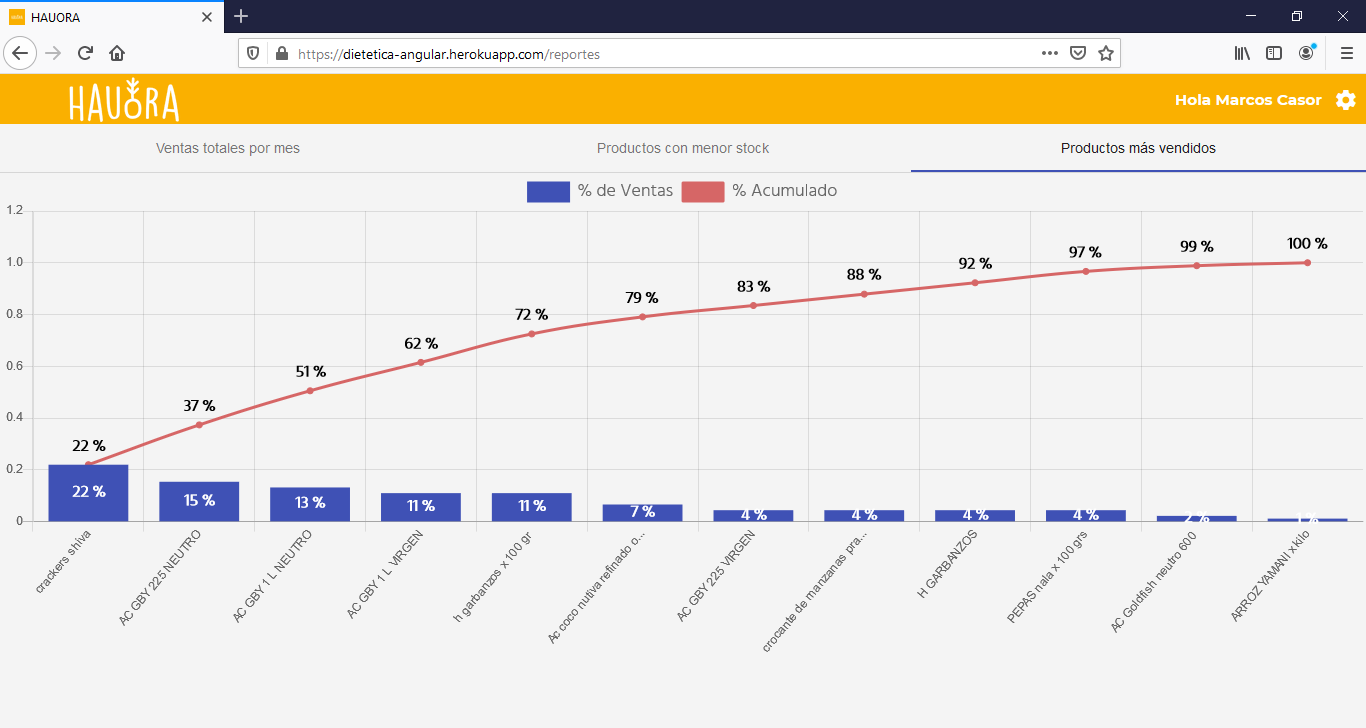 HAUORA
https://dietetica-angular.herokuapp.com/reportes
HAUORA
Hola Marcos Casor
Ventas totales por mes
Productos con menor stock
Productos más vendidos
% de Ventas % Acumulado
1.2
1.0
0.8
0.6
0.4
0.2
0
22 %
37 %
51 %
62 %
72 %
79 %
83 %
88 %
92 %
97 %
99 %
100 %
22 %
15 %
13 %
11 %
11 %
7 %
4 %
4 %
4 %
4 %
2 %
1 %
crackers shiva
AC GBY 225 NEUTRO
AC GBY 1 L NEUTRO
AC GBY 1 L VIRGEN
h garbanzos x 100 gr
Ac coco nutiva refinado o...
AC GBY 225 VIRGEN
crocante de manzanas pra...
H GARBANZOS
PEPAS nala x 100 grs
AC Goldfish neutro 600
ARROZ YAMANI x kilo